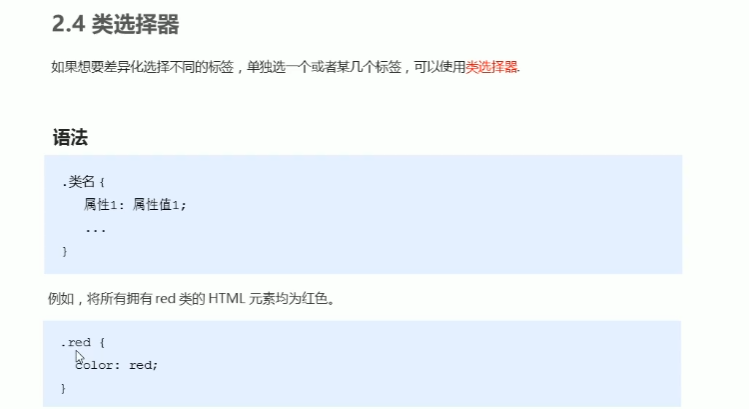 2.4 类选择器
如果想要差异化选择不同的标签，单独选一个或者某几个标签，可以使用类选择器.
语法
.类名 {
属性1: 属性值1;
...
}
例如，将所有拥有 red 类的 HTML 元素均为红色。
.red {
color: red;
}